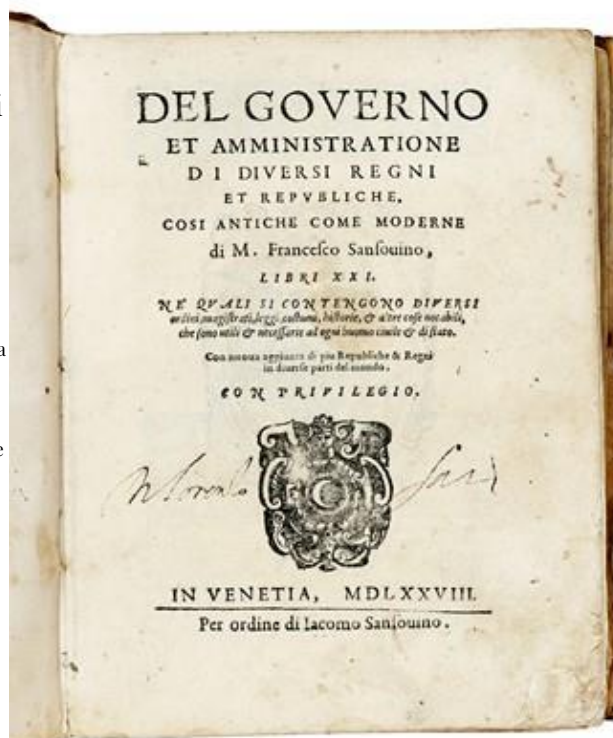 DEL GOVERNO
ET AMMINISTRATIONE
DI DIVERSI REGNI
ET REPVBLICHE,
COSI ANTICHE COME MODERNE
di M. Franceſco Sanſouino,
LIBRI XXI.
NE' QVALI SI CONTENGONO DIVERSI
ordini, magiſtrati, leggi, coſtumi, hiſtorie, & altre coſe notabili,
che ſono utili & neceſſarie ad ogni huomo ciuile & di ſtato.
Con nuoua aggiunta di piu Republiche & Regni
in diuerſe parti del mondo.
CON PRIVILEGIO.
IN VENETIA, MDLXXVIII.
Per ordine di Iacomo Sanſouino.